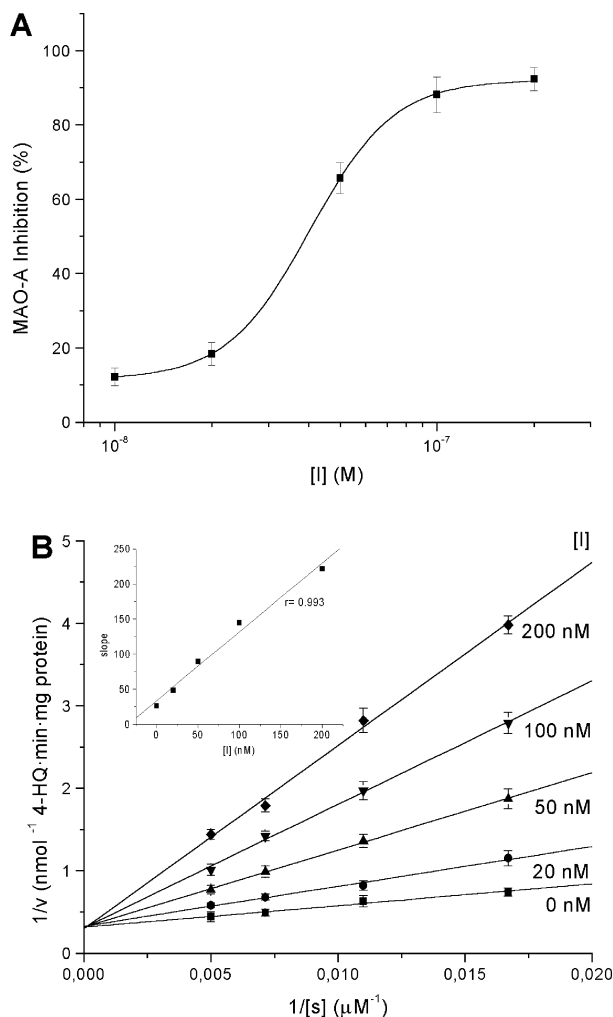 A
MAO-A Inhibition (%)
100
80
60
40
20
0
10⁻⁸
10⁻⁷
[I] (M)
B
1/v (nmol⁻¹ 4-HQ·min·mg protein)
5
4
3
2
1
0
slope
250
200
150
100
50
0
r= 0.993
0
50
100
150
200
[I] (nM)
[I]
200 nM
100 nM
50 nM
20 nM
0 nM
0,000
0,005
0,010
0,015
0,020
1/[s] (μM⁻¹)